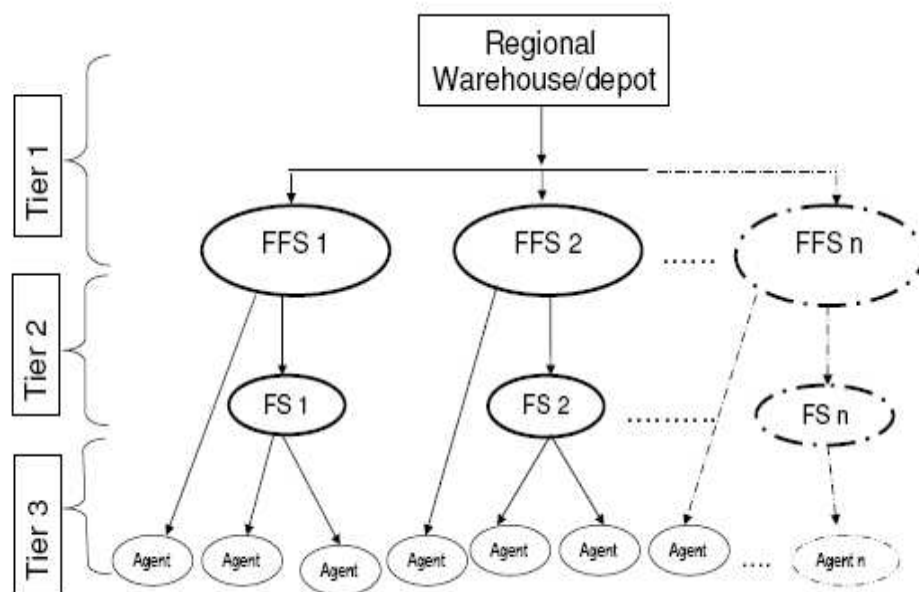 Regional
Warehouse/depot
Tier 1
FFS 1
FFS 2
......
FFS n
Tier 2
FS 1
FS 2
.........
FS n
Tier 3
Agent
Agent
Agent
Agent
Agent
Agent
Agent
....
Agent n